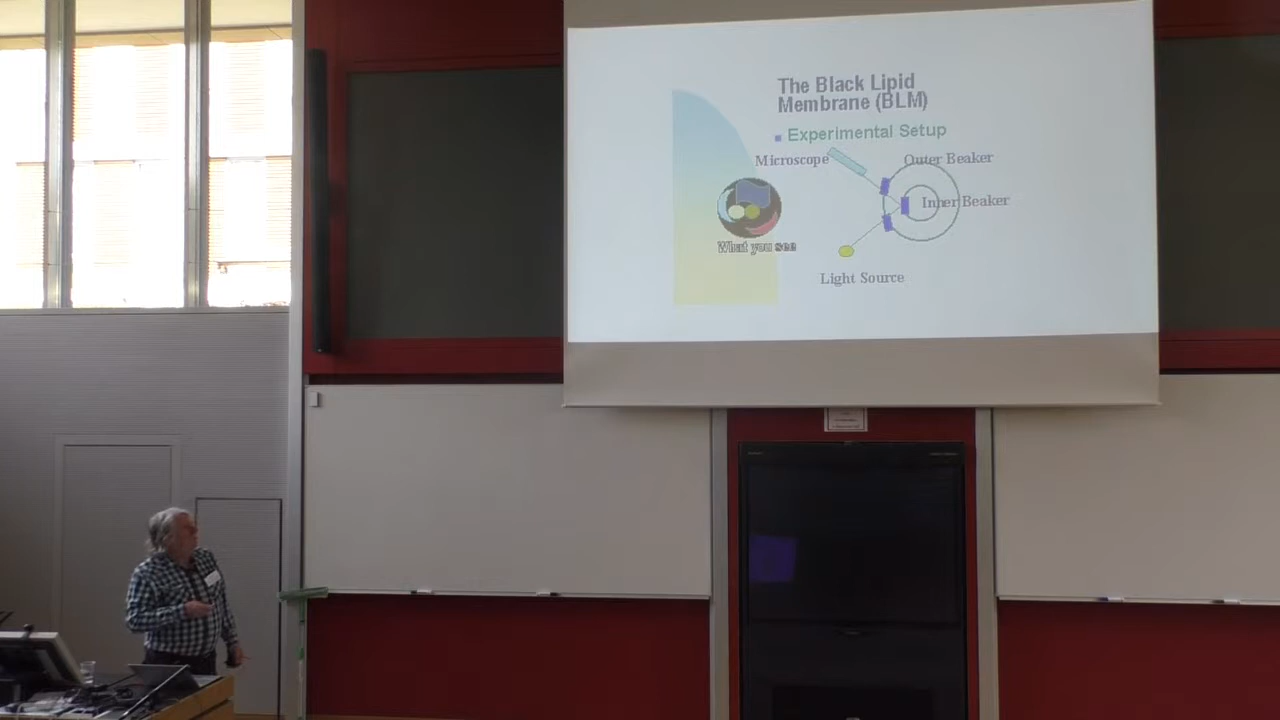 The Black Lipid
Membrane (BLM)
Experimental Setup
Microscope
Outer Beaker
Inner Beaker
What you see
Light Source